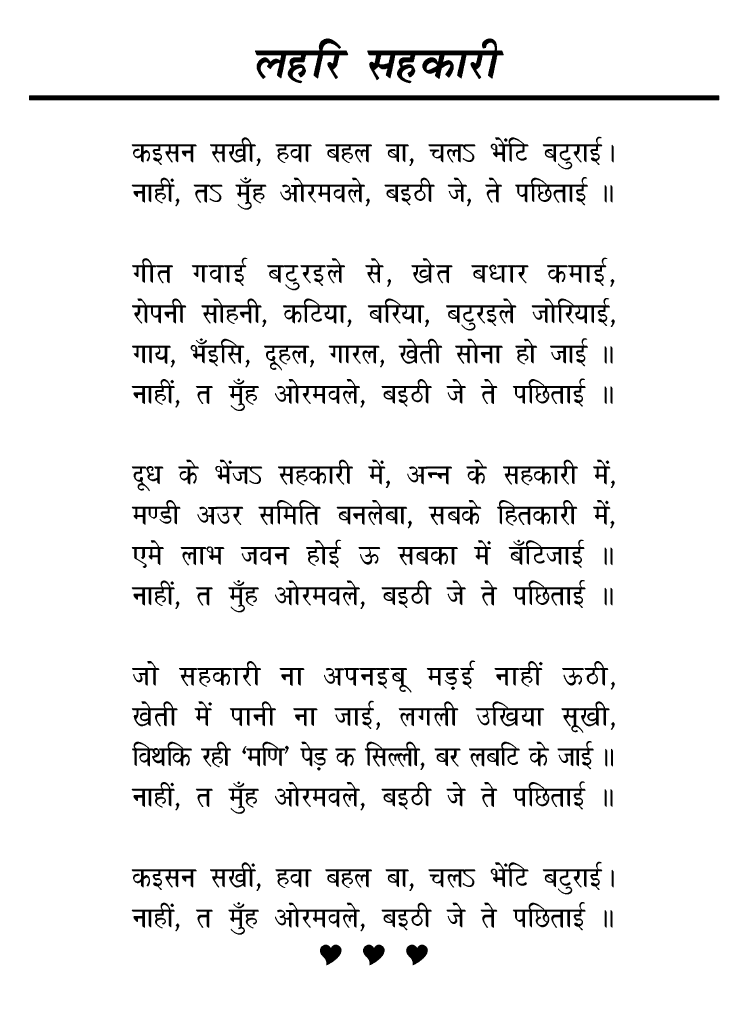 लहरि सहकारी
कइसन सखी, हवा बहल बा, चलऽ भेंटि बटुराई।
नाहीं, तऽ मुँह ओरमवले, बइठी जे, ते पछिताई ॥
गीत गवाई बटुरइले से, खेत बधार कमाई,
रोपनी सोहनी, कटिया, बरिया, बटुरइले जोरियाई,
गाय, भँइसि, दूहल, गारल, खेती सोना हो जाई ॥
नाहीं, त मुँह ओरमवले, बइठी जे ते पछिताई ॥
दूध के भेंजऽ सहकारी में, अन्न के सहकारी में,
मण्डी अउर समिति बनलेबा, सबके हितकारी में,
एमे लाभ जवन होई ऊ सबका में बँटिजाई ॥
नाहीं, त मुँह ओरमवले, बइठी जे ते पछिताई ॥
जो सहकारी ना अपनइबू मड़ई नाहीं ऊठी,
खेती में पानी ना जाई, लगली उखिया सूखी,
विथकि रही ‘मणि’ पेड़ क सिल्ली, बर लबटि के जाई ॥
नाहीं, त मुँह ओरमवले, बइठी जे ते पछिताई ॥
कइसन सखीं, हवा बहल बा, चलऽ भेंटि बटुराई।
नाहीं, त मुँह ओरमवले, बइठी जे ते पछिताई ॥